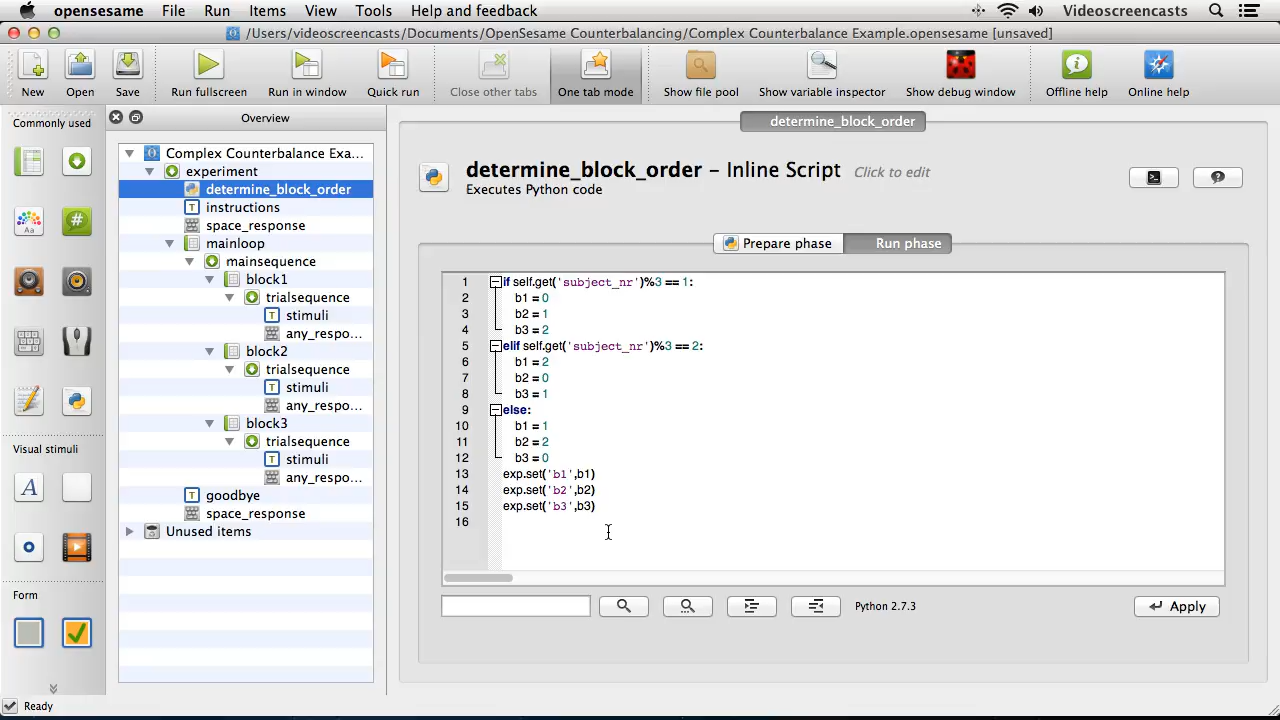 opensesame File Run Items View Tools Help and feedback Videoscreencasts
/Users/videoscreencasts/Documents/OpenSesame Counterbalancing/Complex Counterbalance Example.opensesame [unsaved]
New Open Save Run fullscreen Run in window Quick run Close other tabs One tab mode Show file pool Show variable inspector Show debug window Offline help Online help
Commonly used
Visual stimuli
Form
Overview
Complex Counterbalance Exa...
experiment
determine_block_order
instructions
space_response
mainloop
mainsequence
block1
trialsequence
stimuli
any_respo...
block2
trialsequence
stimuli
any_respo...
block3
trialsequence
stimuli
any_respo...
goodbye
space_response
Unused items
determine_block_order
determine_block_order – Inline Script Click to edit
Executes Python code
Prepare phase Run phase
1 if self.get('subject_nr')%3 == 1:
2 b1 = 0
3 b2 = 1
4 b3 = 2
5 elif self.get('subject_nr')%3 == 2:
6 b1 = 2
7 b2 = 0
8 b3 = 1
9 else:
10 b1 = 1
11 b2 = 2
12 b3 = 0
13 exp.set('b1',b1)
14 exp.set('b2',b2)
15 exp.set('b3',b3)
16
Python 2.7.3 Apply
Ready